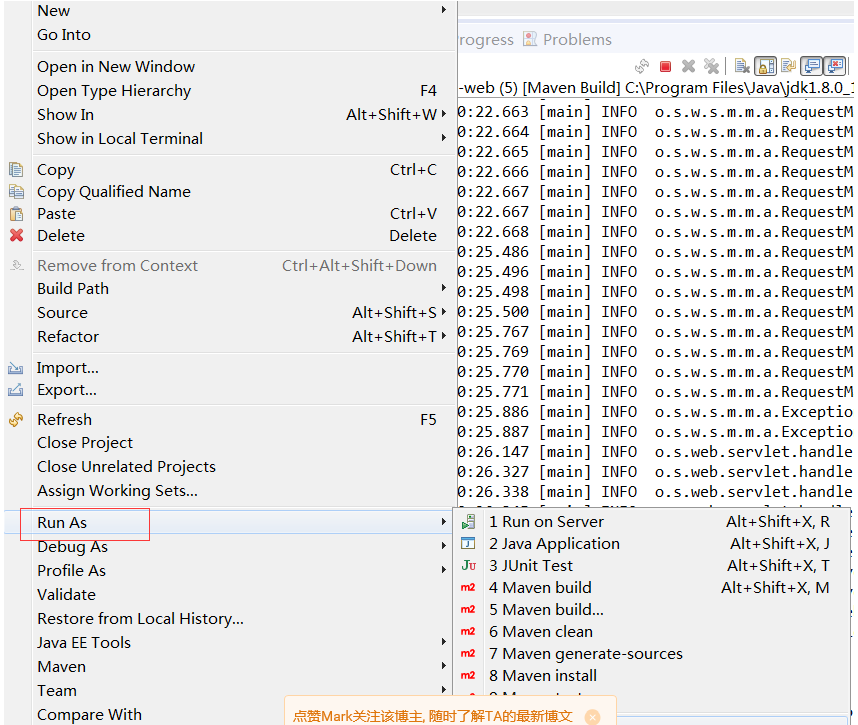 New
Go Into
Open in New Window
Open Type Hierarchy F4
Show In Alt+Shift+W
Show in Local Terminal
Copy Ctrl+C
Copy Qualified Name
Paste Ctrl+V
Delete Delete
Remove from Context Ctrl+Alt+Shift+Down
Build Path
Source Alt+Shift+S
Refactor Alt+Shift+T
Import...
Export...
Refresh F5
Close Project
Close Unrelated Projects
Assign Working Sets...
Run As
Debug As
Profile As
Validate
Restore from Local History...
Java EE Tools
Maven
Team
Compare With
rogress Problems
-web (5) [Maven Build] C:\Program Files\Java\jdk1.8.0_1
0:22.663 [main] INFO o.s.w.s.m.m.a.RequestM
0:22.664 [main] INFO o.s.w.s.m.m.a.RequestM
0:22.665 [main] INFO o.s.w.s.m.m.a.RequestM
0:22.666 [main] INFO o.s.w.s.m.m.a.RequestM
0:22.667 [main] INFO o.s.w.s.m.m.a.RequestM
0:22.667 [main] INFO o.s.w.s.m.m.a.RequestM
0:22.668 [main] INFO o.s.w.s.m.m.a.RequestM
0:25.486 [main] INFO o.s.w.s.m.m.a.RequestM
0:25.496 [main] INFO o.s.w.s.m.m.a.RequestM
0:25.498 [main] INFO o.s.w.s.m.m.a.RequestM
0:25.500 [main] INFO o.s.w.s.m.m.a.RequestM
0:25.767 [main] INFO o.s.w.s.m.m.a.RequestM
0:25.769 [main] INFO o.s.w.s.m.m.a.RequestM
0:25.770 [main] INFO o.s.w.s.m.m.a.RequestM
0:25.771 [main] INFO o.s.w.s.m.m.a.RequestM
0:25.886 [main] INFO o.s.w.s.m.m.a.Exceptio
0:25.887 [main] INFO o.s.w.s.m.m.a.Exceptio
0:26.147 [main] INFO o.s.web.servlet.handle
0:26.327 [main] INFO o.s.web.servlet.handle
0:26.338 [main] INFO o.s.web.servlet.handle
1 Run on Server Alt+Shift+X, R
2 Java Application Alt+Shift+X, J
JU 3 JUnit Test Alt+Shift+X, T
m2 4 Maven build Alt+Shift+X, M
m2 5 Maven build...
m2 6 Maven clean
m2 7 Maven generate-sources
m2 8 Maven install
点赞Mark关注该博主, 随时了解TA的最新博文